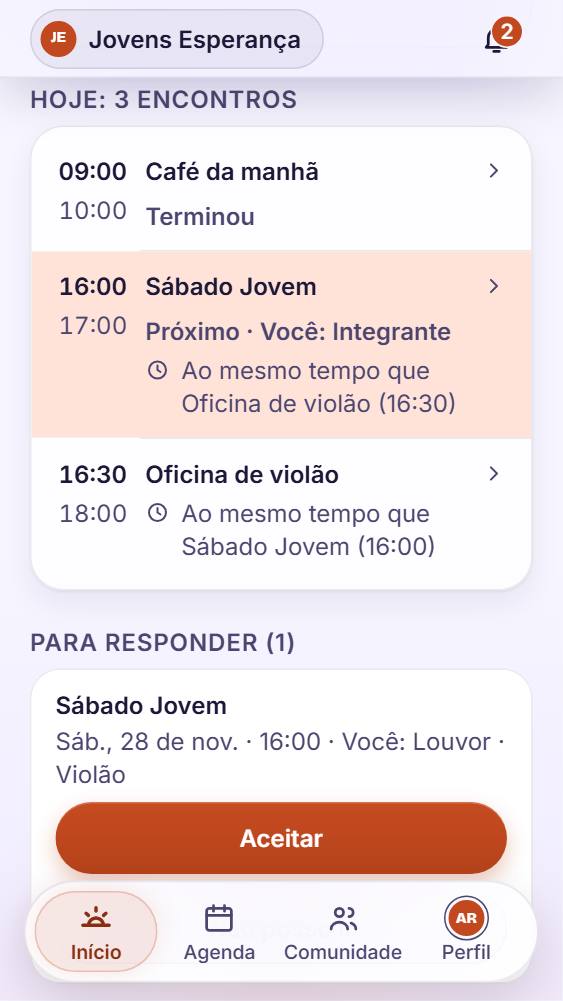 JE Jovens Esperança 2
HOJE: 3 ENCONTROS
09:00 Café da manhã
10:00 Terminou
16:00 Sábado Jovem
17:00 Próximo · Você: Integrante
Ao mesmo tempo que
Oficina de violão (16:30)
16:30 Oficina de violão
18:00 Ao mesmo tempo que
Sábado Jovem (16:00)
PARA RESPONDER (1)
Sábado Jovem
Sáb., 28 de nov. · 16:00 · Você: Louvor ·
Violão
Aceitar
AR
Início Agenda Comunidade Perfil